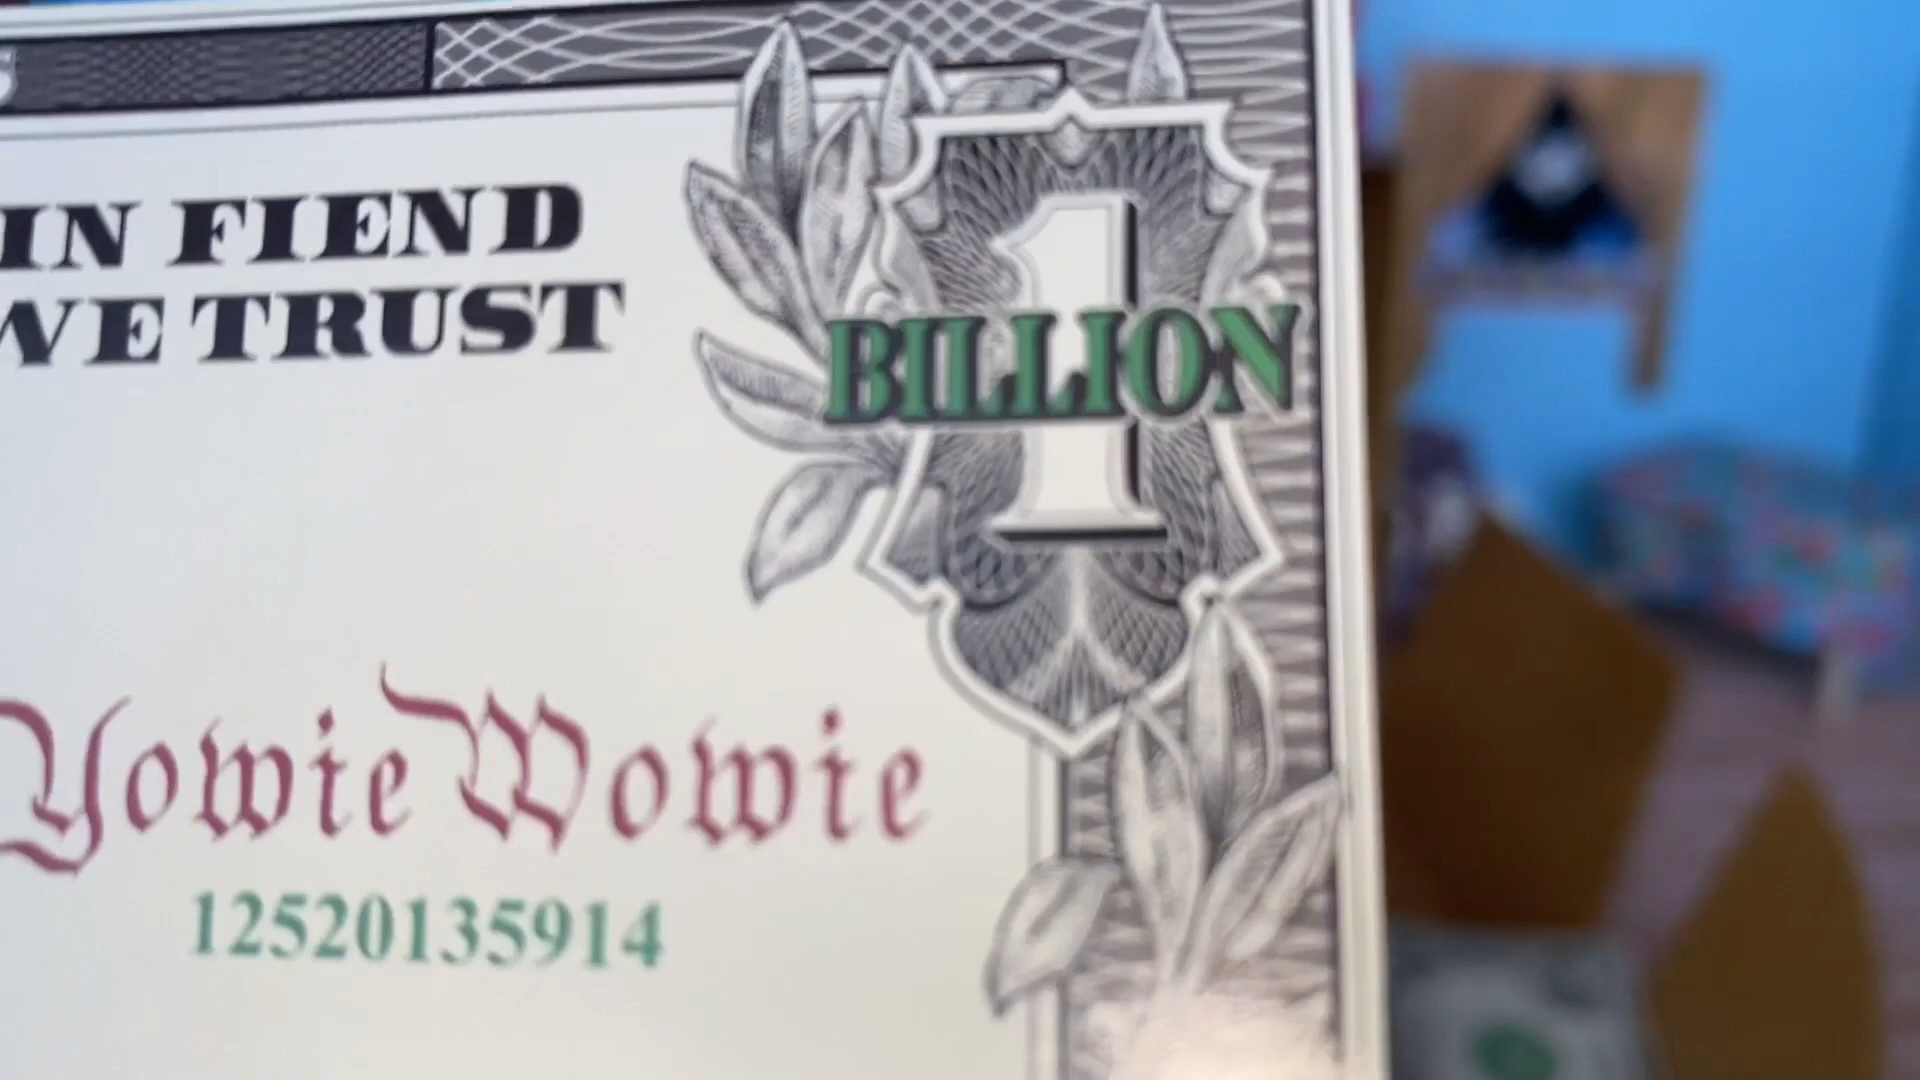 S
IN FIEND
WE TRUST
1
BILLION
YowieWowie
12520135914